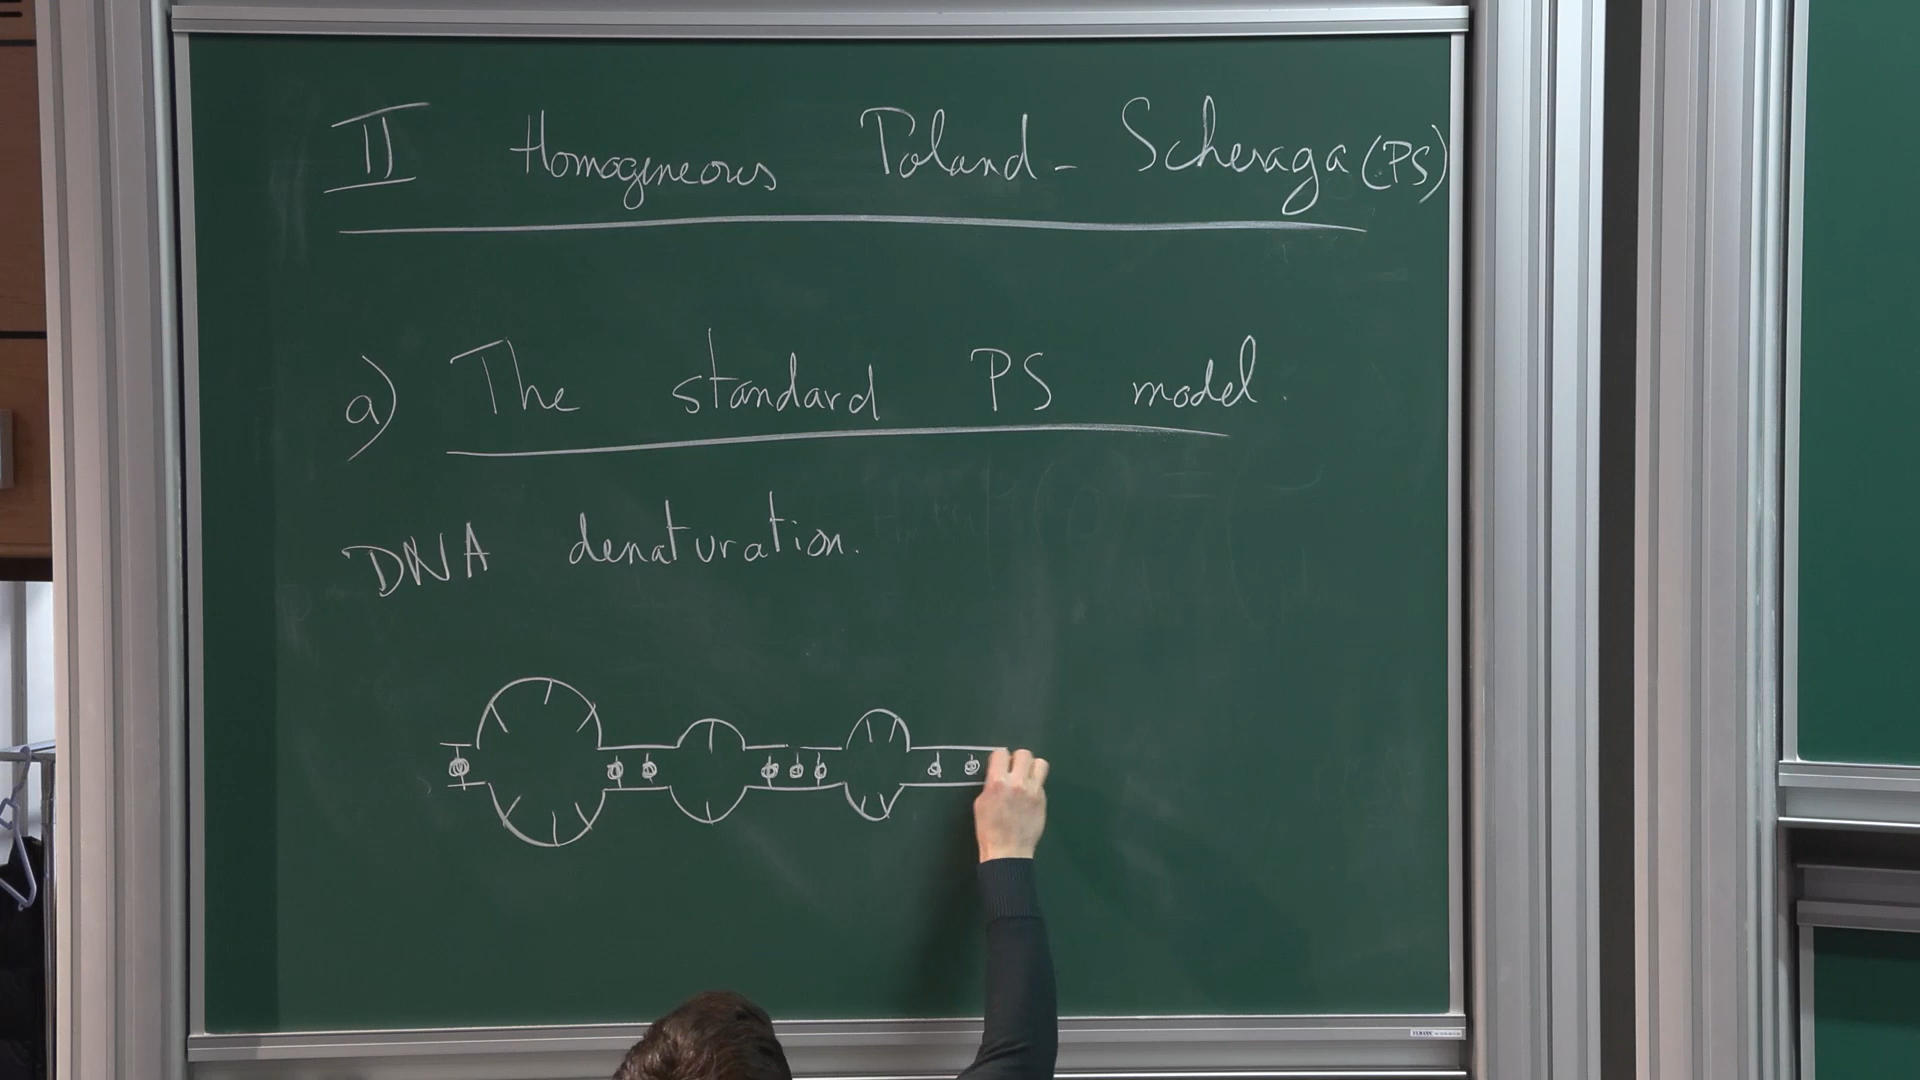 II Homogeneous Poland-Scheraga (PS)
a) The standard PS model.
DNA denaturation.